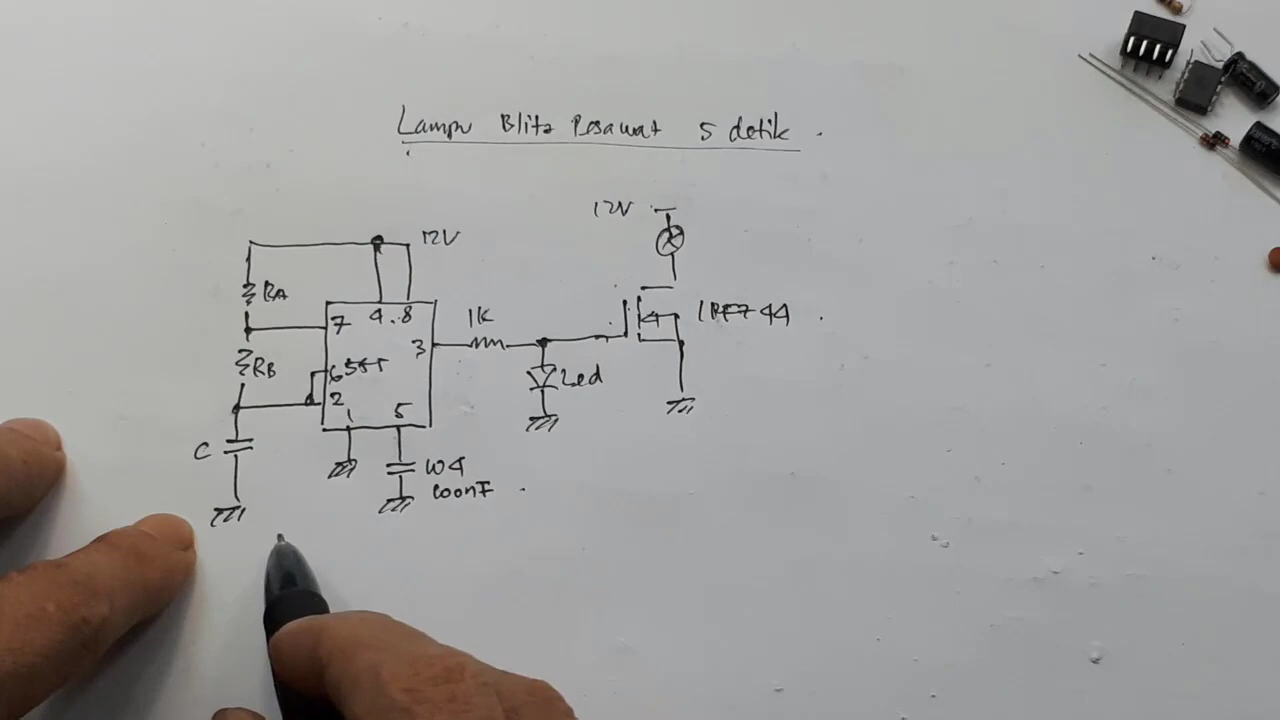 Lampu Blitz Pesawat 5 detik.
12V
12V
RA
7
4.8
1K
3
RB
6 555
2
Led
1
5
C
104
100nF.